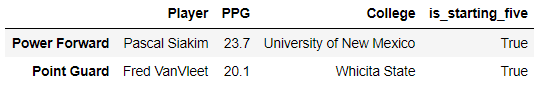 Player PPG College is_starting_five
Power Forward Pascal Siakim 23.7 University of New Mexico True
Point Guard Fred VanVleet 20.1 Whicita State True